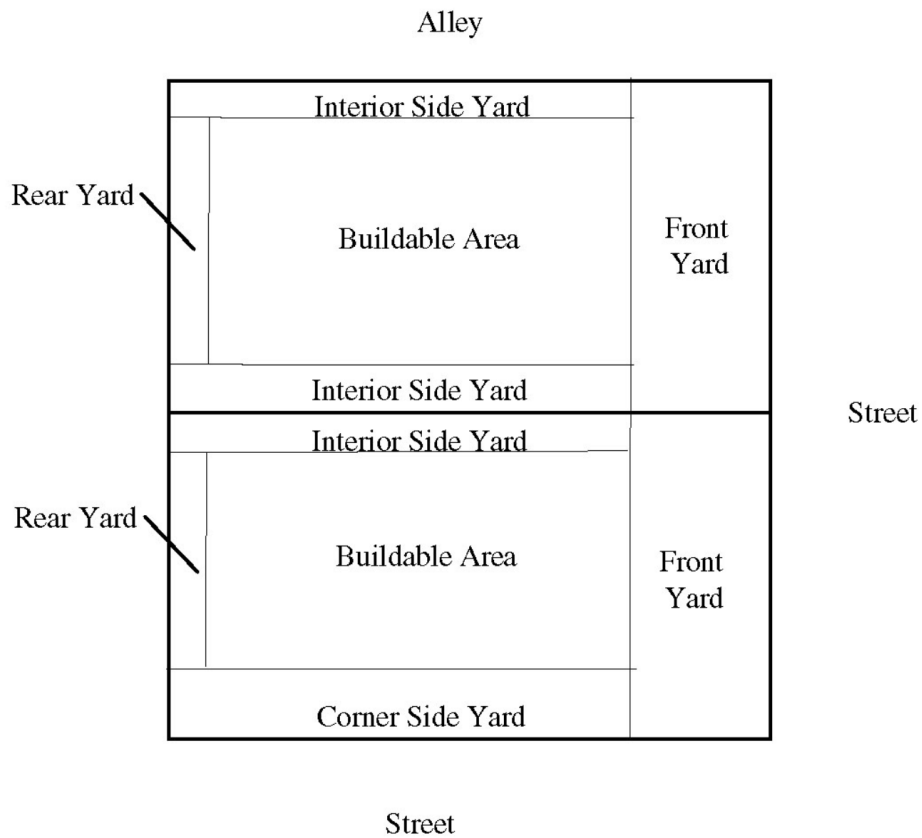 Alley
Interior Side Yard
Rear Yard
Buildable Area
Front
Yard
Interior Side Yard
Street
Interior Side Yard
Rear Yard
Buildable Area
Front
Yard
Corner Side Yard
Street